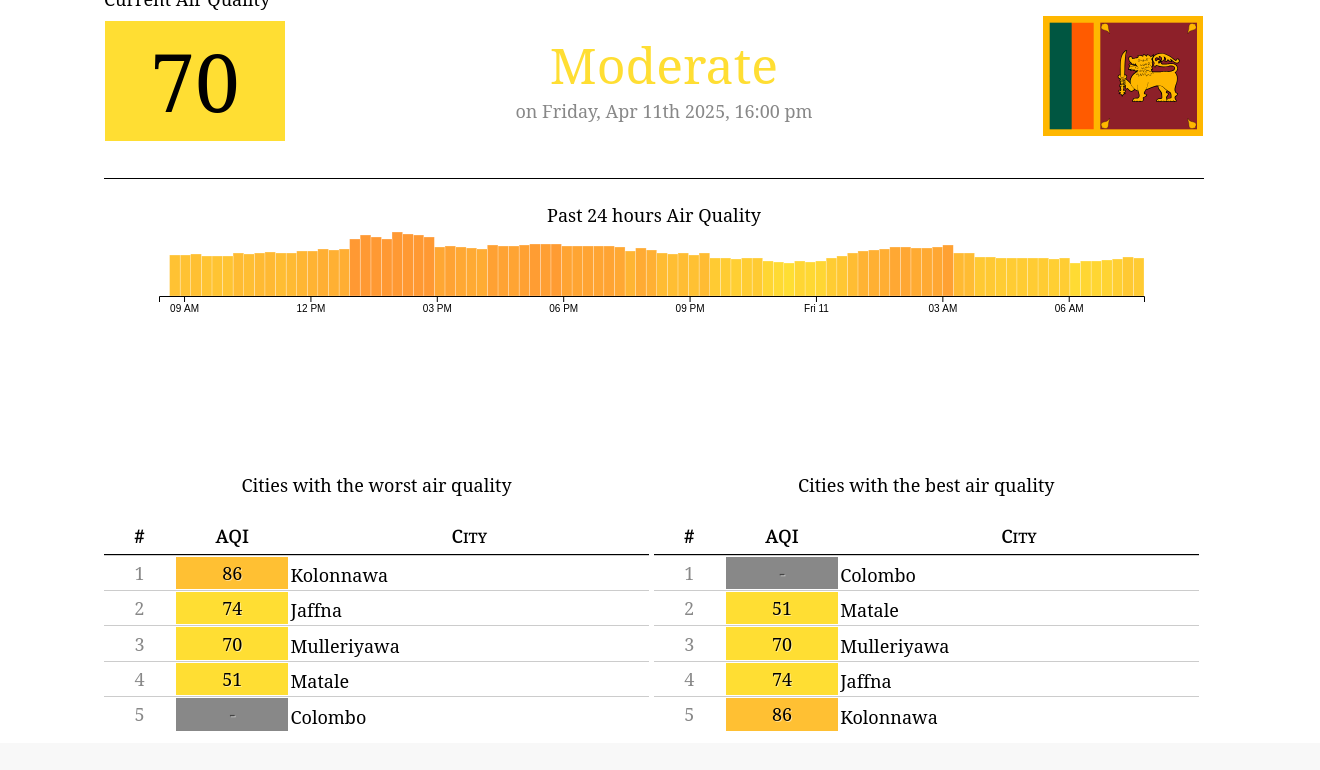 Current Air Quality
70
Moderate
on Friday, Apr 11th 2025, 16:00 pm
Past 24 hours Air Quality
09 AM 12 PM 03 PM 06 PM 09 PM Fri 11 03 AM 06 AM
Cities with the worst air quality
# AQI City
1 86 Kolonnawa
2 74 Jaffna
3 70 Mulleriyawa
4 51 Matale
5 - Colombo
Cities with the best air quality
# AQI City
1 - Colombo
2 51 Matale
3 70 Mulleriyawa
4 74 Jaffna
5 86 Kolonnawa